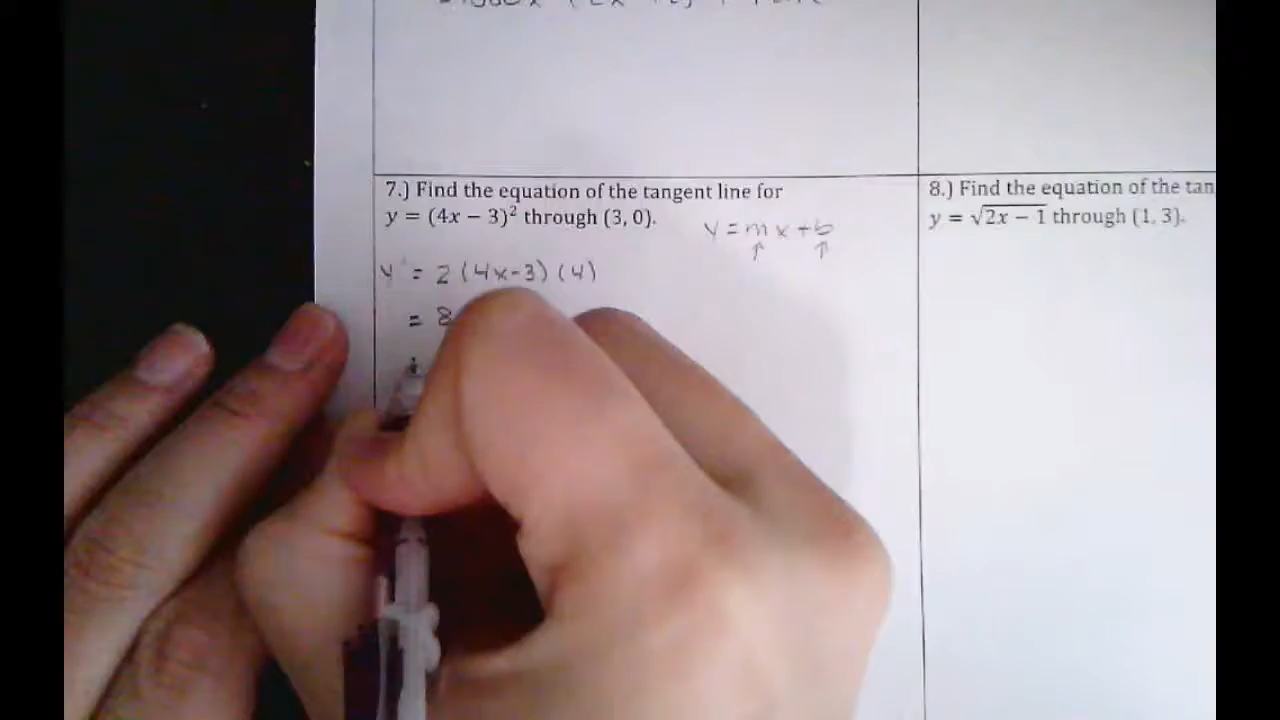 7.) Find the equation of the tangent line for
y = (4x − 3)² through (3, 0).
y = mx + b
y' = 2(4x-3)(4)
= 8
8.) Find the equation of the tan
y = √2x − 1 through (1, 3).